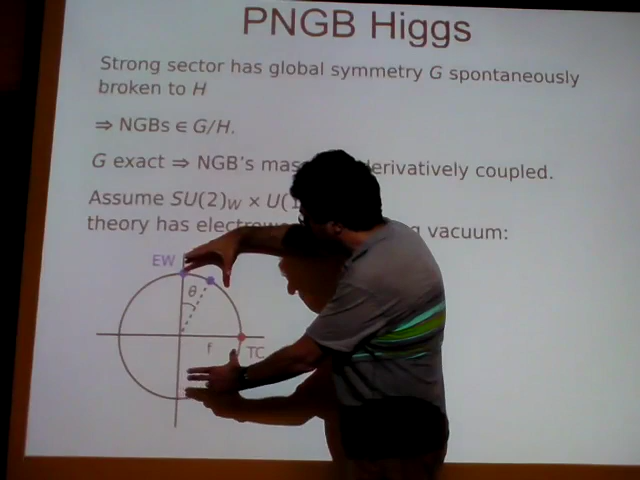 PNGB Higgs
Strong sector has global symmetry G spontaneously
broken to H
⇒ NGBs ∈ G/H.
G exact ⇒ NGB's mas erivatively coupled.
Assume SU(2)W × U(1
theory has electrow g vacuum:
EW
θ
f
TC